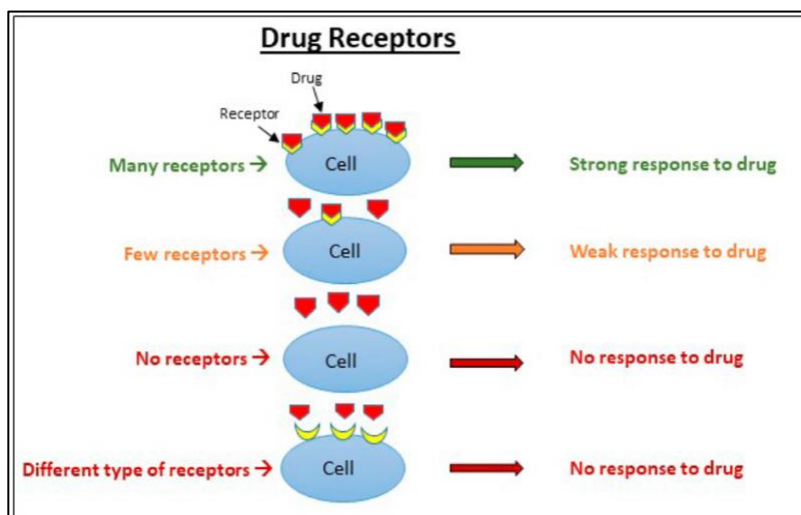 Drug Receptors
Drug
Receptor
Cell
Many receptors →
Strong response to drug
Cell
Few receptors →
Weak response to drug
Cell
No receptors →
No response to drug
Cell
Different type of receptors →
No response to drug